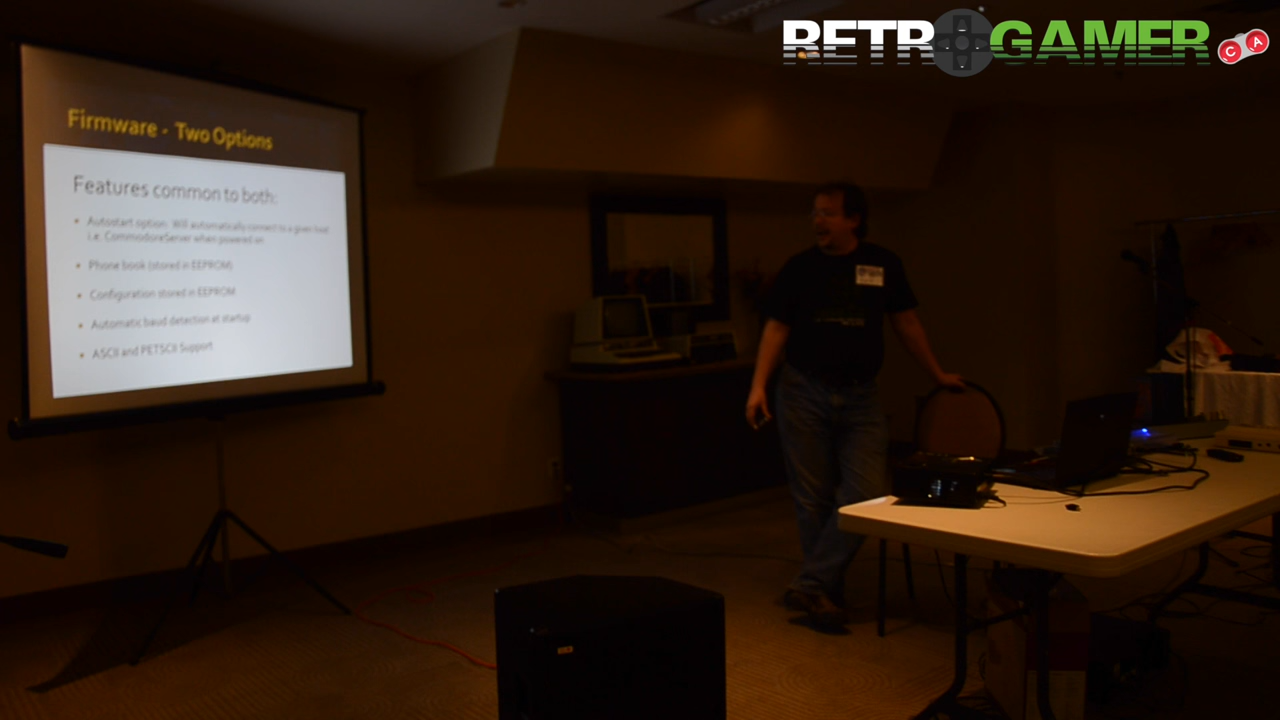 RETROGAMER
CA
Firmware - Two Options
Features common to both:
• Autostart option: Will automatically connect to a given host
i.e. CommodoreServer when powered on
• Phone book (stored in EEPROM)
• Configuration stored in EEPROM
• Automatic baud detection at startup
• ASCII and PETSCII Support